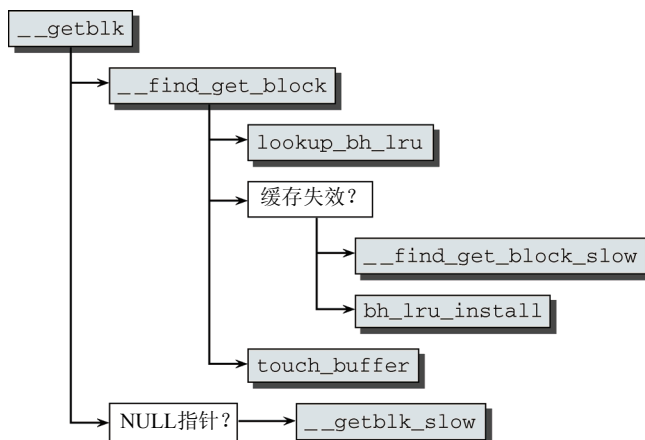 __getblk
__find_get_block
lookup_bh_lru
缓存失效？
__find_get_block_slow
bh_lru_install
touch_buffer
NULL指针？
__getblk_slow